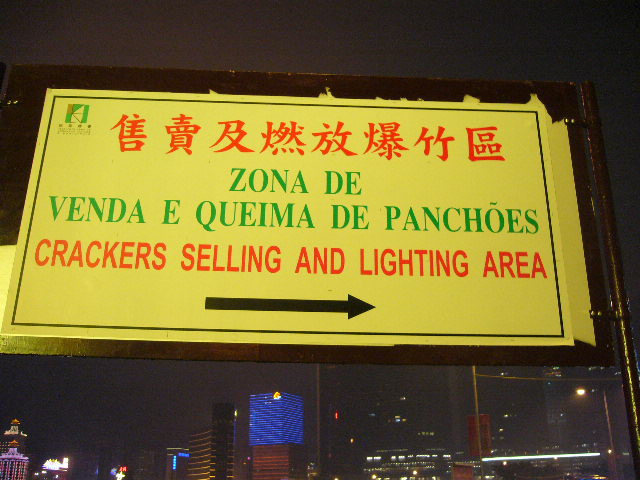 售賣及燃放爆竹區
ZONA DE
VENDA E QUEIMA DE PANCHÕES
CRACKERS SELLING AND LIGHTING AREA